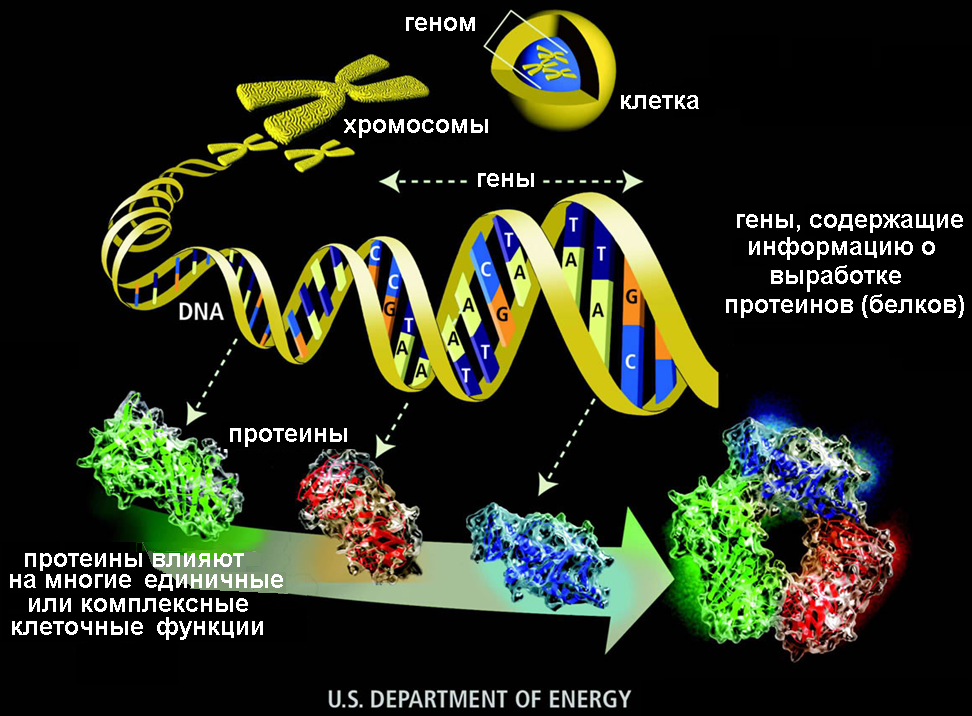 геном
клетка
хромосомы
гены
гены, содержащие
информацию о
выработке
протеинов (белков)
DNA
C
C
G
T
A
A
A
A
T
C
T
T
A
G
A
T
T
A
G
C
протеины
протеины влияют
на многие единичные
или комплексные
клеточные функции
U.S. DEPARTMENT OF ENERGY